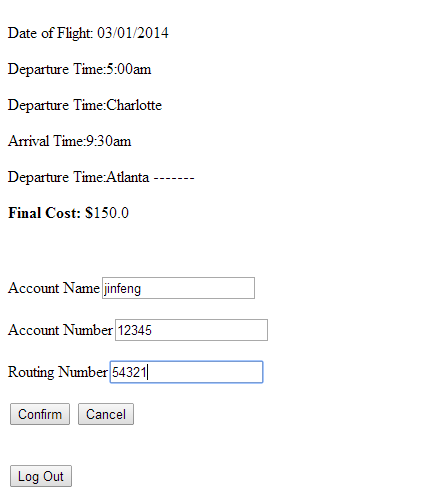 Date of Flight: 03/01/2014
Departure Time:5:00am
Departure Time:Charlotte
Arrival Time:9:30am
Departure Time:Atlanta -------
Final Cost: $150.0
Account Name jinfeng
Account Number 12345
Routing Number 54321
Confirm Cancel
Log Out